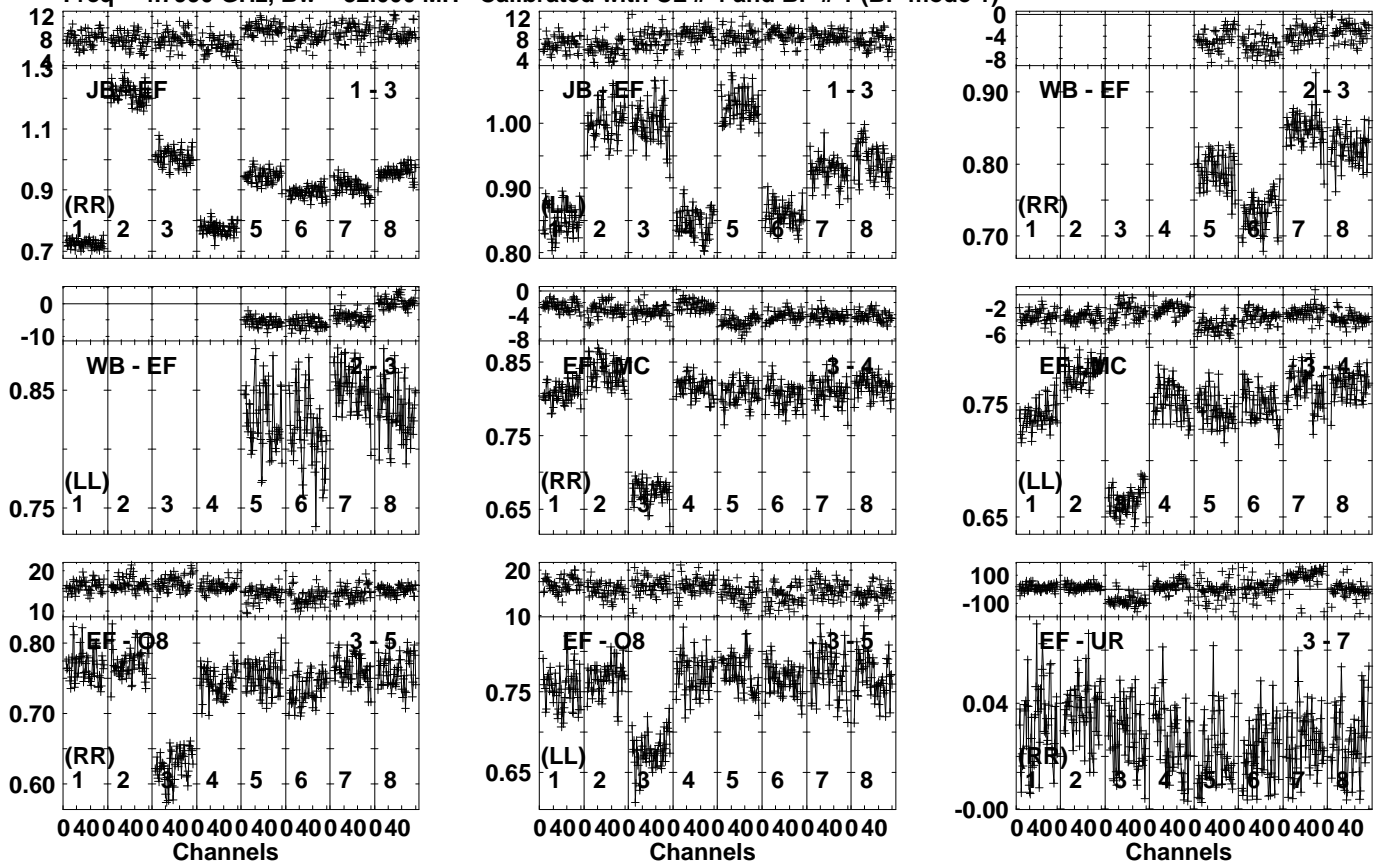 12
8
4
1.3
1.1
0.9
0.7
JB - EF 1 - 3
(RR)
1 2 3 4 5 6 7 8
12
8
4
1.00
0.90
0.80
JB - EF 1 - 3
(LL)
1 2 3 4 5 6 7 8
0
-4
-8
0.90
0.80
0.70
WB - EF 2 - 3
(RR)
1 2 3 4 5 6 7 8
0
-10
0.85
0.75
WB - EF 2 - 3
(LL)
1 2 3 4 5 6 7 8
0
-4
-8
0.85
0.75
0.65
EF - MC 3 - 4
(RR)
1 2 3 4 5 6 7 8
-2
-6
0.75
0.65
EF - MC 3 - 4
(LL)
1 2 3 4 5 6 7 8
20
10
0.80
0.70
0.60
EF - O8 3 - 5
(RR)
1 2 3 4 5 6 7 8
20
10
0.75
0.65
EF - O8 3 - 5
(LL)
1 2 3 4 5 6 7 8
100
-100
0.04
-0.00
EF - UR 3 - 7
(RR)
1 2 3 4 5 6 7 8
0 40 0 40 0 40 0 40 0 40 0 40 0 40 0 40
0 40 0 40 0 40 0 40 0 40 0 40 0 40 0 40
0 40 0 40 0 40 0 40 0 40 0 40 0 40 0 40
Channels Channels Channels